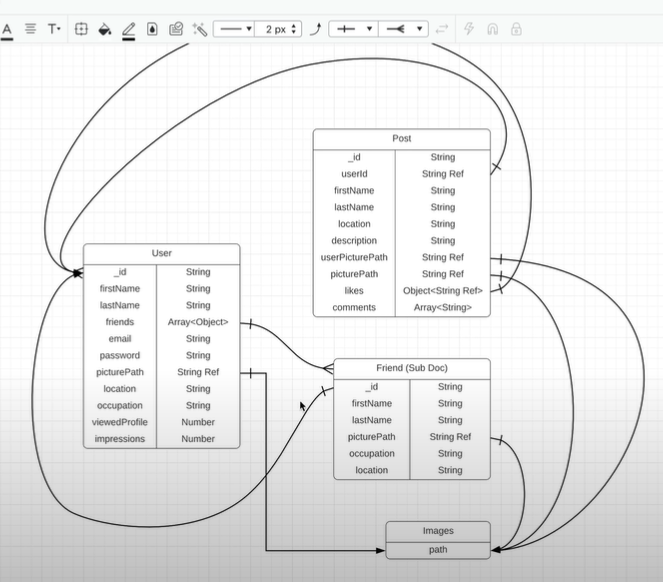 A
T
2 px
Post
_id String
userId String Ref
firstName String
lastName String
location String
description String
userPicturePath String Ref
picturePath String Ref
likes Object<String Ref>
comments Array<String>
User
_id String
firstName String
lastName String
friends Array<Object>
email String
password String
picturePath String Ref
location String
occupation String
viewedProfile Number
impressions Number
Friend (Sub Doc)
_id String
firstName String
lastName String
picturePath String Ref
occupation String
location String
Images
path